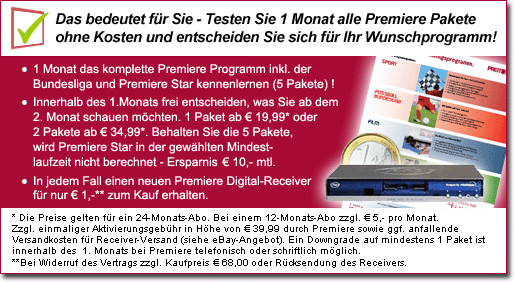 Das bedeutet für Sie - Testen Sie 1 Monat alle Premiere Pakete
ohne Kosten und entscheiden Sie sich für Ihr Wunschprogramm!
• 1 Monat das komplette Premiere Programm inkl. der
Bundesliga und Premiere Star kennenlernen (5 Pakete) !
• Innerhalb des 1.Monats frei entscheiden, was Sie ab dem
2. Monat schauen möchten. 1 Paket ab € 19,99* oder
2 Pakete ab € 34,99*. Behalten Sie die 5 Pakete,
wird Premiere Star in der gewählten Mindest-
laufzeit nicht berechnet - Ersparnis € 10,- mtl.
• In jedem Fall einen neuen Premiere Digital-Receiver
für nur € 1,-** zum Kauf erhalten.
SPORT
FUSSBALL
BUNDESLIGA
FILM
* Die Preise gelten für ein 24-Monats-Abo. Bei einem 12-Monats-Abo zzgl. € 5,- pro Monat.
Zzgl. einmaliger Aktivierungsgebühr in Höhe von € 39,99 durch Premiere sowie ggf. anfallende
Versandkosten für Receiver-Versand (siehe eBay-Angebot). Ein Downgrade auf mindestens 1 Paket ist
innerhalb des 1. Monats bei Premiere telefonisch oder schriftlich möglich.
**Bei Widerruf des Vertrags zzgl. Kaufpreis € 68,00 oder Rücksendung des Receivers.